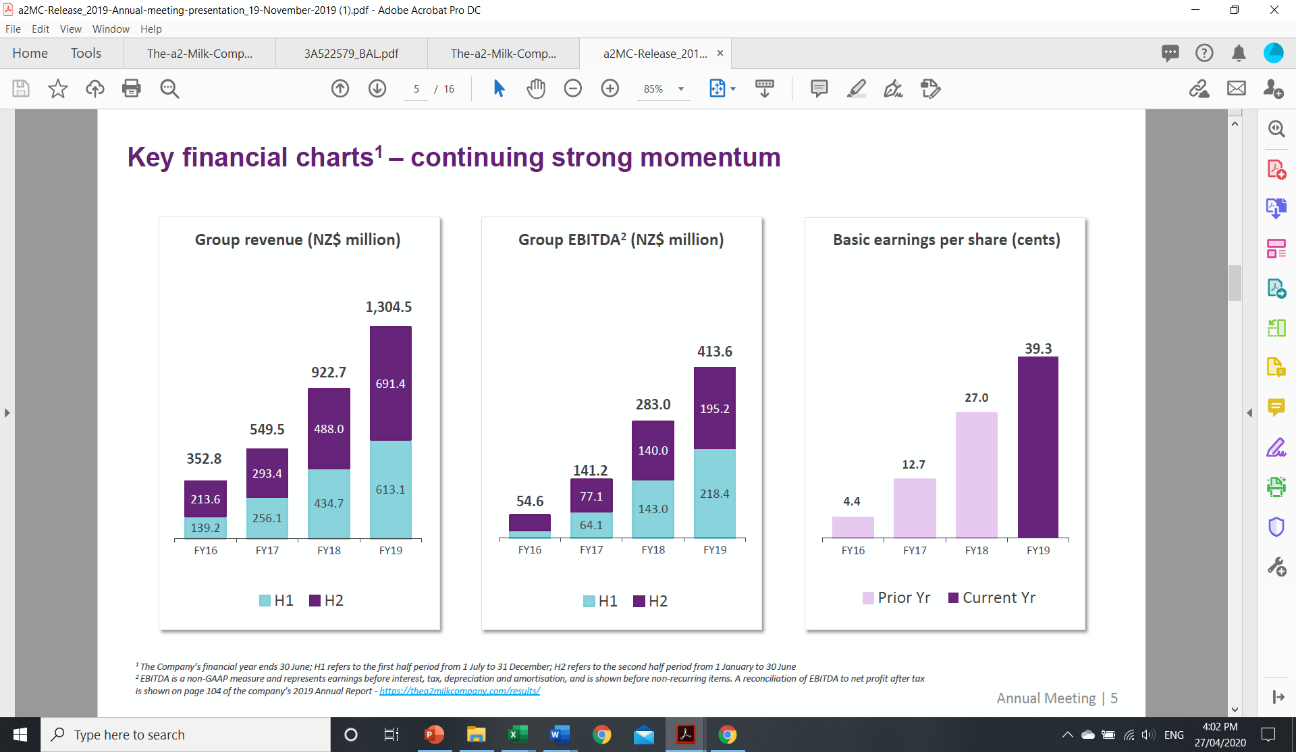 a2MC-Release_2019-Annual-meeting-presentation_19-November-2019 (1).pdf - Adobe Acrobat Pro DC
File Edit View Window Help
Home Tools The-a2-Milk-Comp... 3A522579_BAL.pdf The-a2-Milk-Comp... a2MC-Release_201... ×
5 / 16 85%
Key financial charts1 – continuing strong momentum
Group revenue (NZ$ million)
1,304.5
922.7
691.4
549.5
488.0
352.8
293.4
613.1
213.6
434.7
256.1
139.2
FY16 FY17 FY18 FY19
H1 H2
Group EBITDA2 (NZ$ million)
413.6
283.0
195.2
141.2
140.0
54.6
77.1
218.4
143.0
64.1
FY16 FY17 FY18 FY19
H1 H2
Basic earnings per share (cents)
39.3
27.0
12.7
4.4
FY16 FY17 FY18 FY19
Prior Yr Current Yr
1 The Company's financial year ends 30 June; H1 refers to the first half period from 1 July to 31 December; H2 refers to the second half period from 1 January to 30 June
2 EBITDA is a non-GAAP measure and represents earnings before interest, tax, depreciation and amortisation, and is shown before non-recurring items. A reconciliation of EBITDA to net profit after tax
is shown on page 104 of the company's 2019 Annual Report - https://thea2milkcompany.com/results/
Annual Meeting | 5
Type here to search
ENG
4:02 PM
27/04/2020